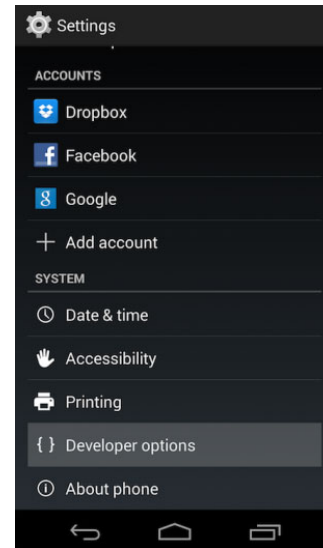 Settings
ACCOUNTS
Dropbox
Facebook
Google
Add account
SYSTEM
Date & time
Accessibility
Printing
Developer options
About phone